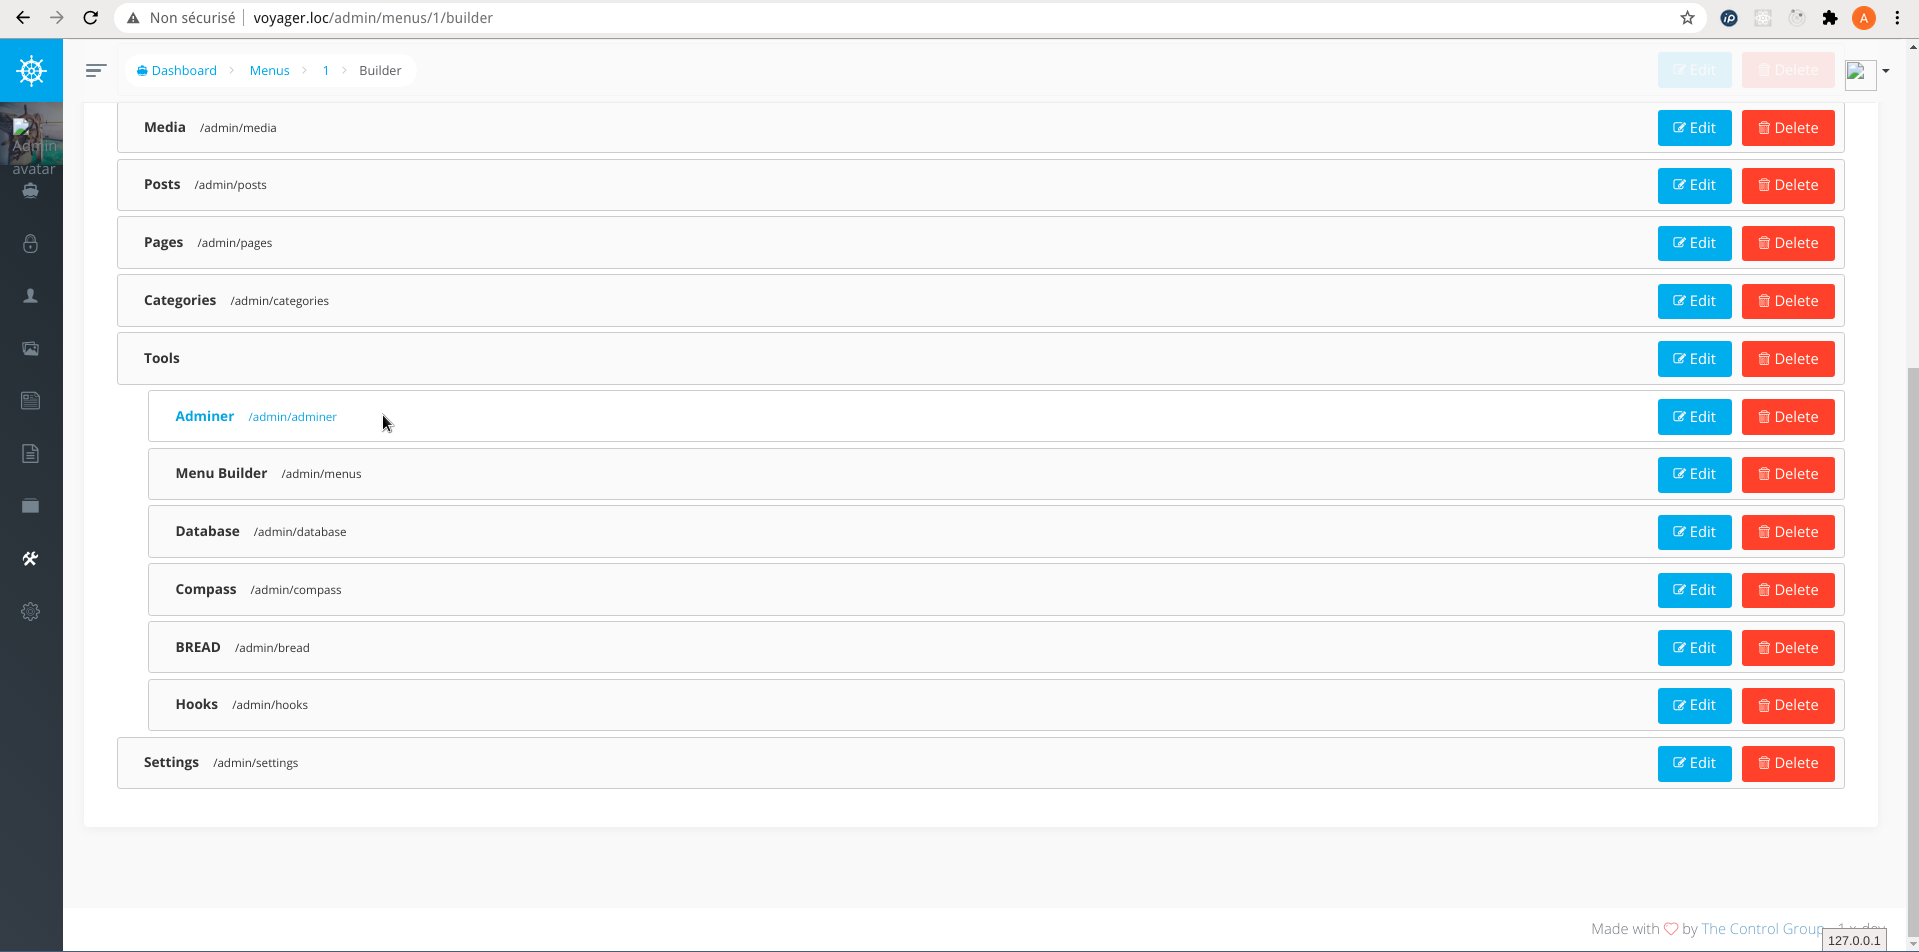 Non sécurisé voyager.loc/admin/menus/1/builder A
Dashboard Menus 1 Builder Edit Delete
Admin avatar
Media /admin/media Edit Delete
Posts /admin/posts Edit Delete
Pages /admin/pages Edit Delete
Categories /admin/categories Edit Delete
Tools Edit Delete
Adminer /admin/adminer Edit Delete
Menu Builder /admin/menus Edit Delete
Database /admin/database Edit Delete
Compass /admin/compass Edit Delete
BREAD /admin/bread Edit Delete
Hooks /admin/hooks Edit Delete
Settings /admin/settings Edit Delete
Made with by The Control Group
127.0.0.1